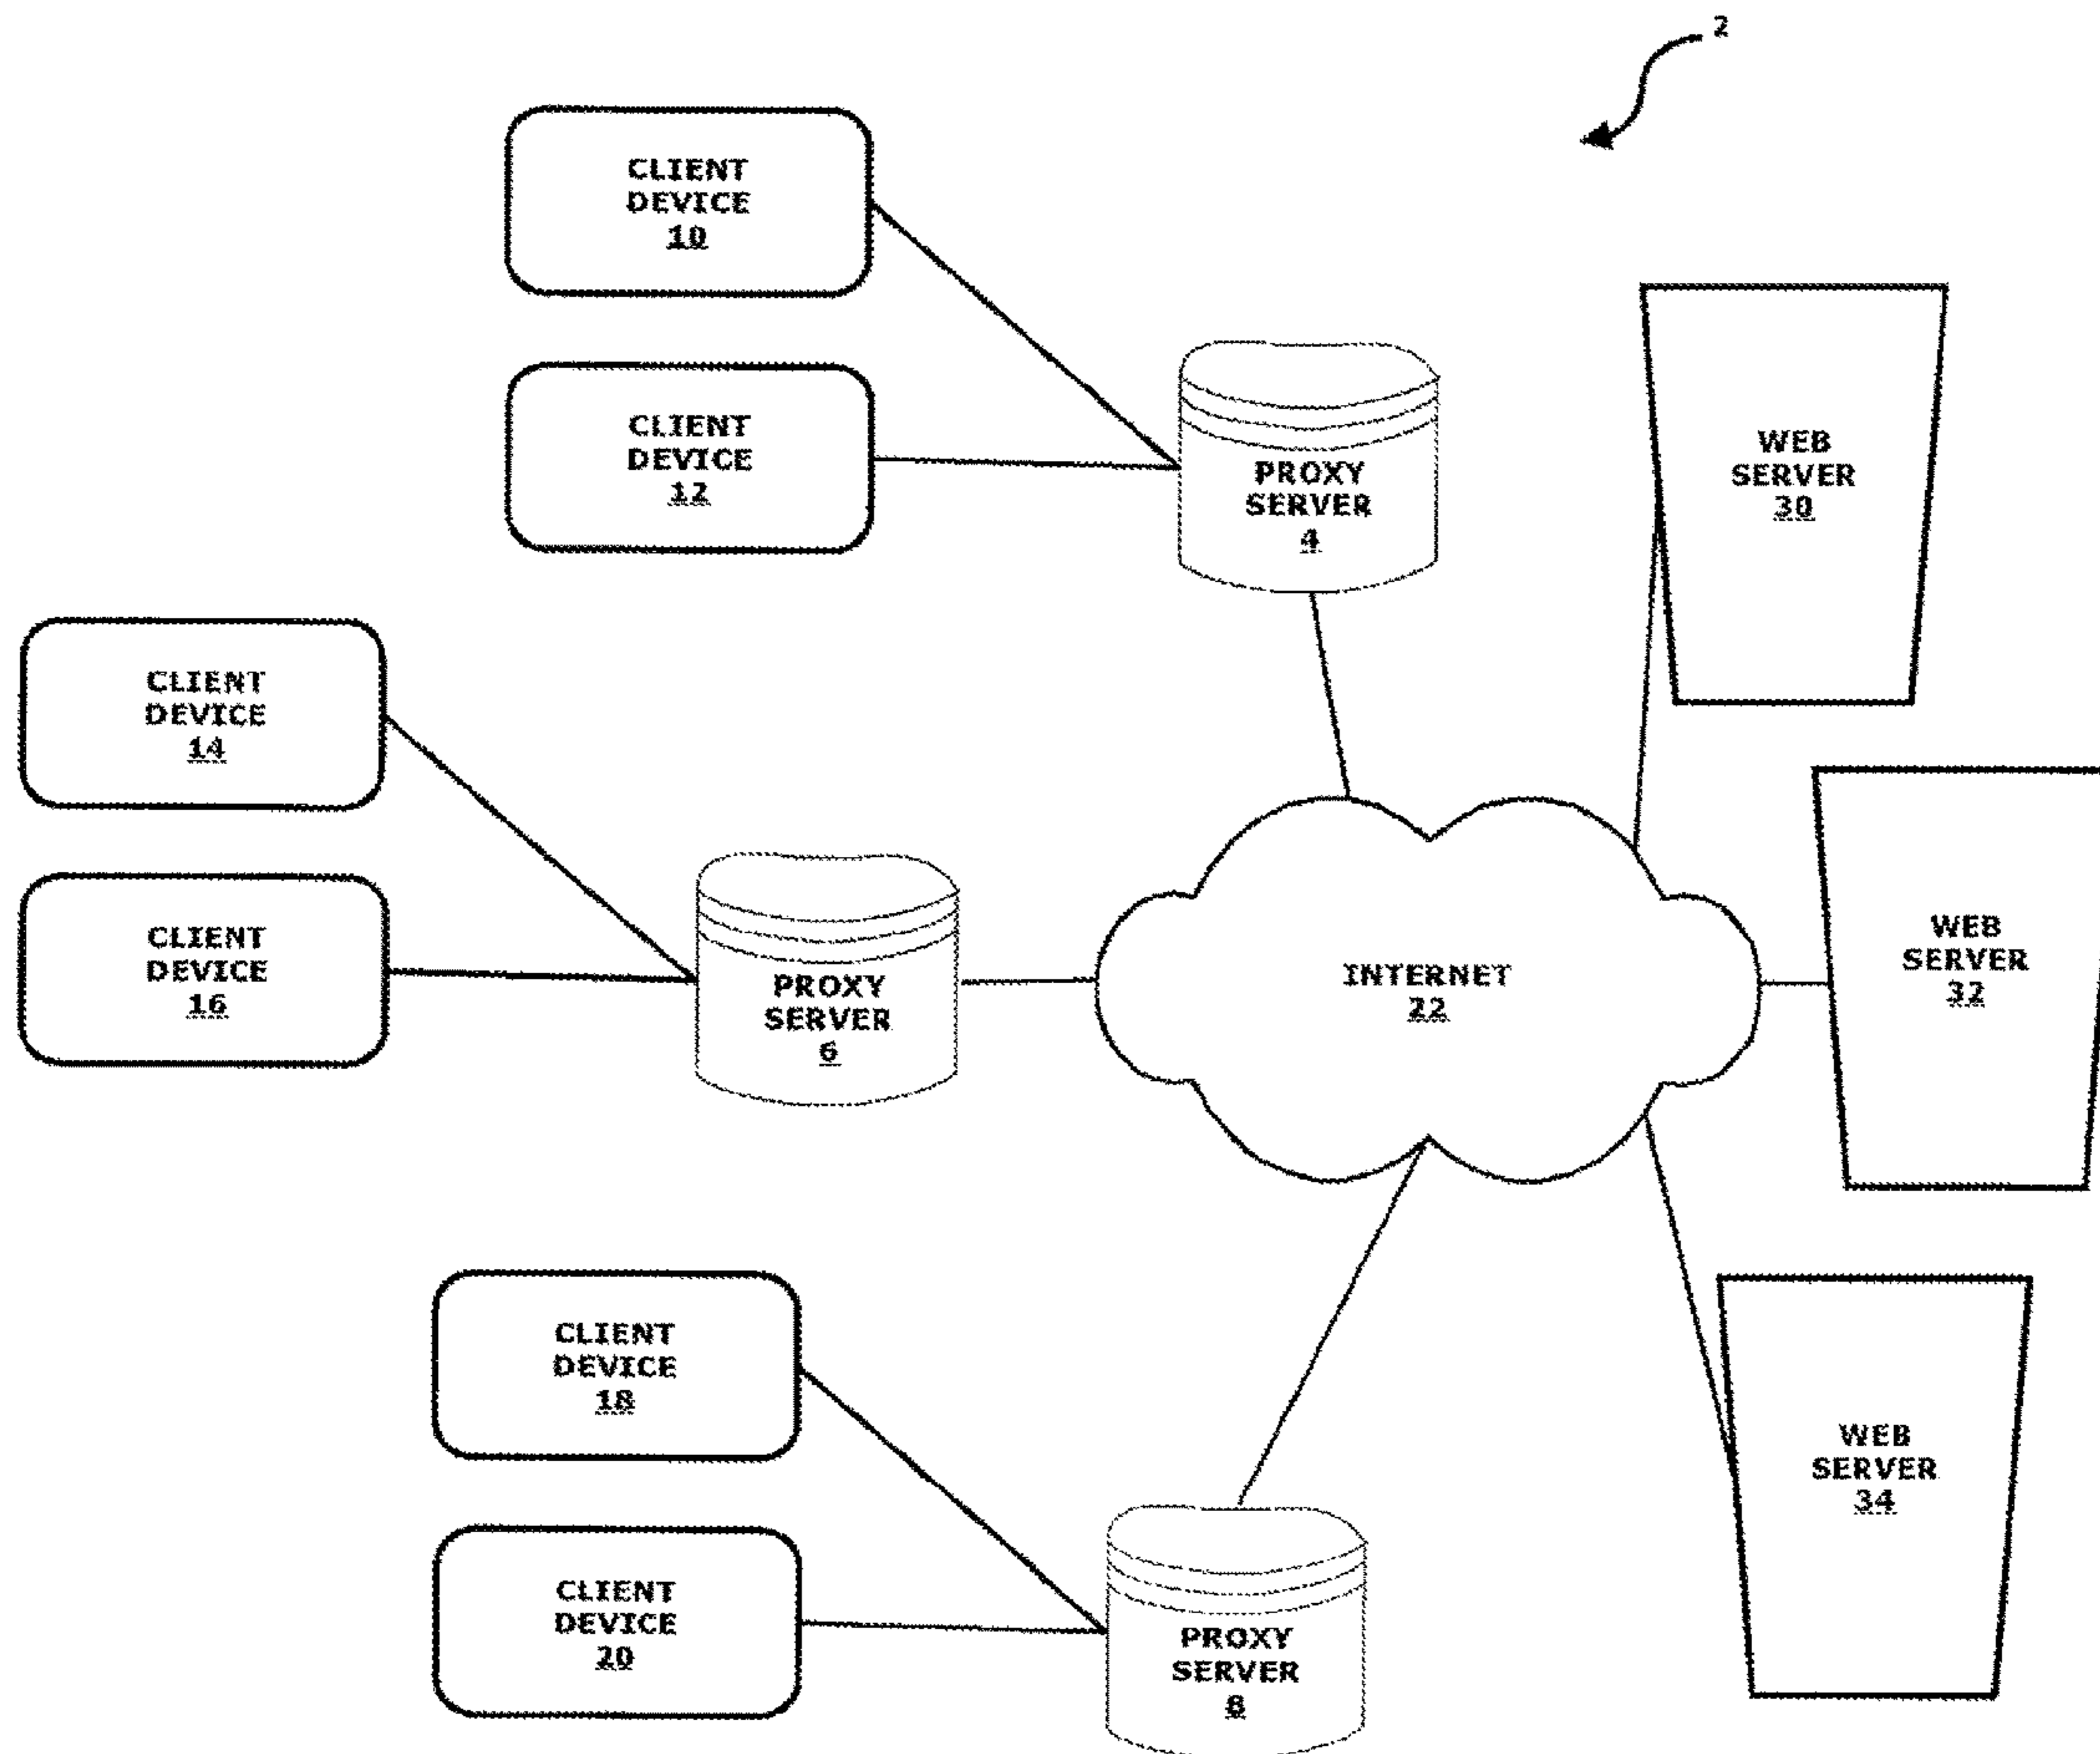 2
CLIENT
DEVICE
10
CLIENT
DEVICE
12
PROXY
SERVER
4
WEB
SERVER
30
CLIENT
DEVICE
14
CLIENT
DEVICE
16
PROXY
SERVER
6
INTERNET
22
WEB
SERVER
32
CLIENT
DEVICE
18
CLIENT
DEVICE
20
PROXY
SERVER
8
WEB
SERVER
34